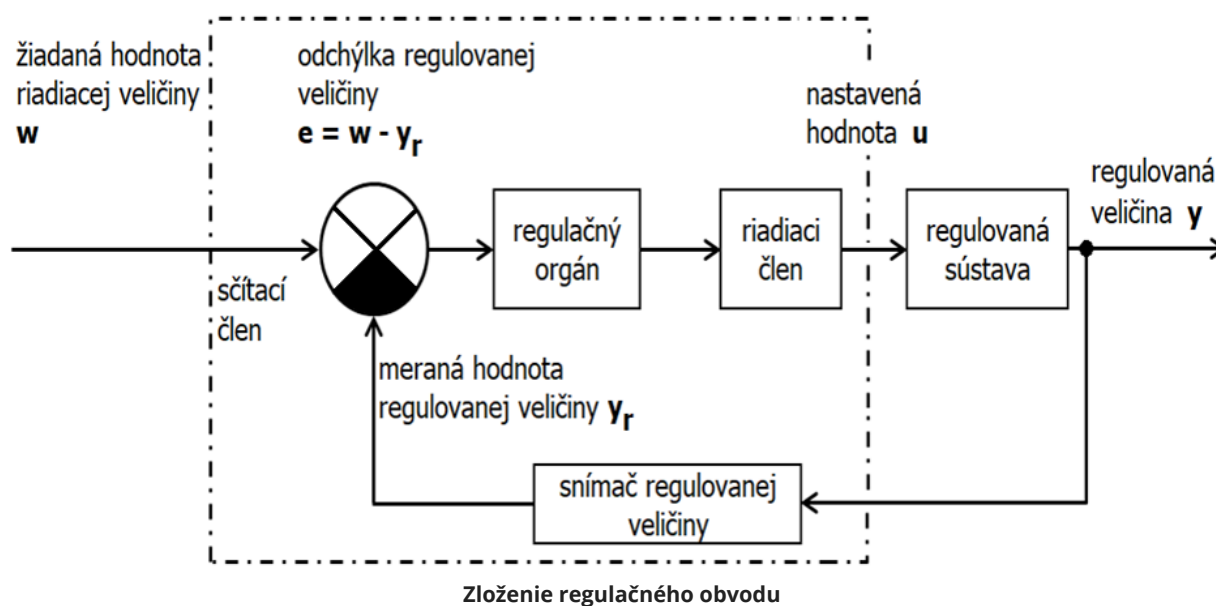 žiadaná hodnota
riadiacej veličiny
w
odchýlka regulovanej
veličiny
e = w - yr
nastavená
hodnota u
regulovaná
veličina y
sčítací
člen
regulačný
orgán
riadiaci
člen
regulovaná
sústava
meraná hodnota
regulovanej veličiny yr
snímač regulovanej
veličiny
Zloženie regulačného obvodu